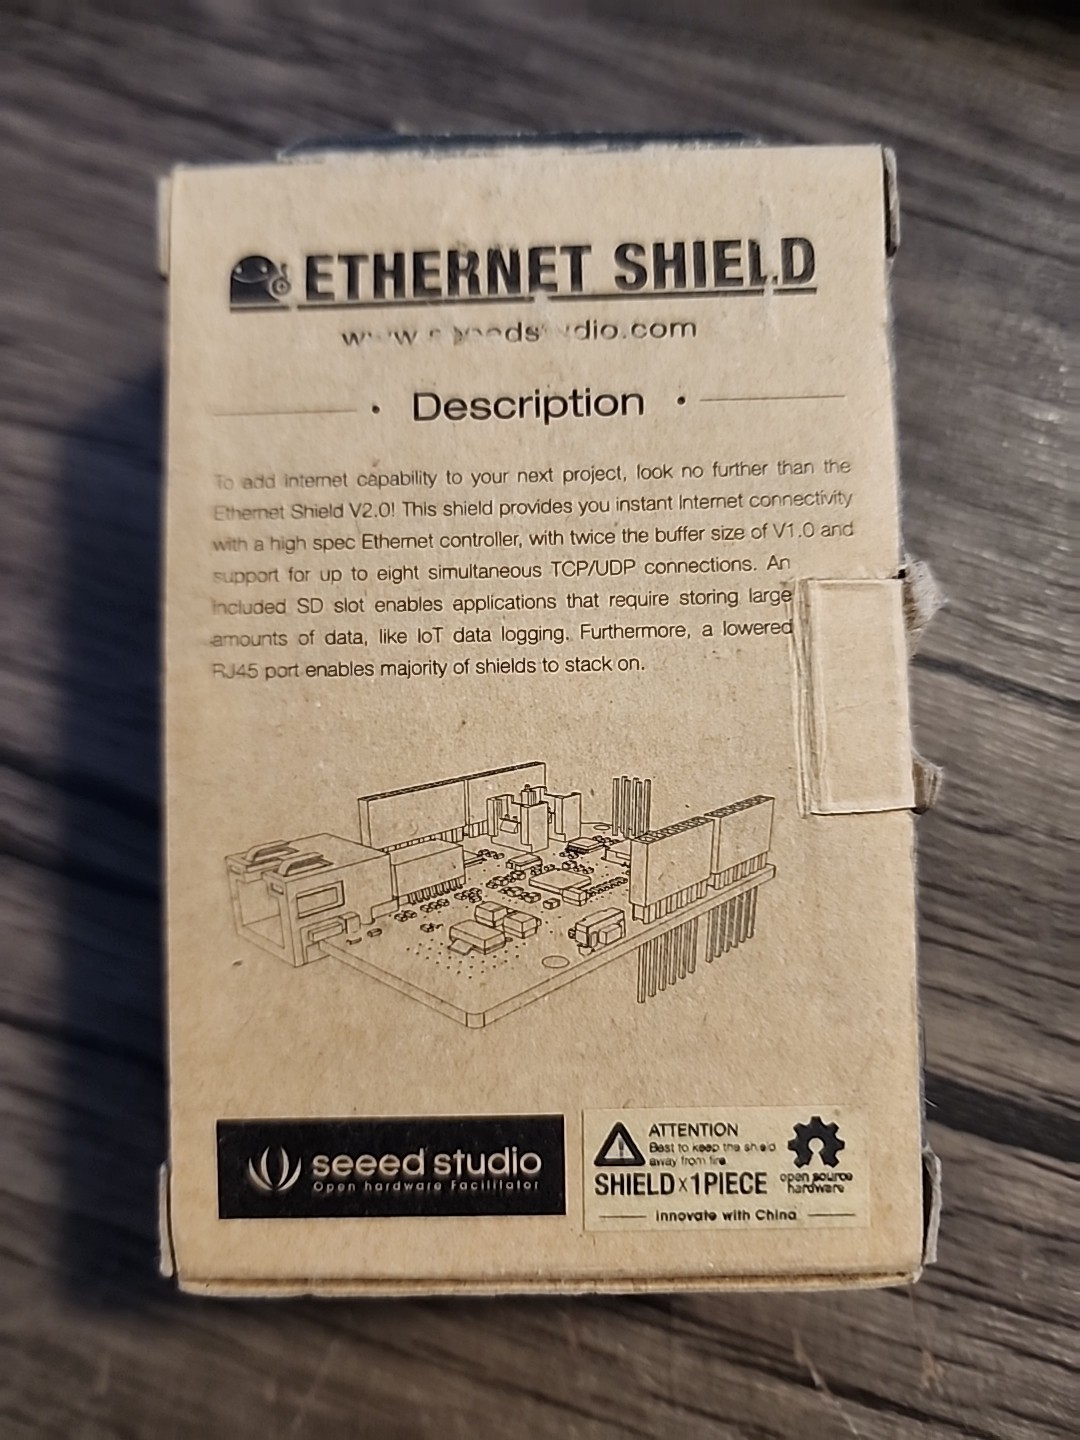 ETHERNET SHIELD
Description
To add internet capability to your next project, look no further than the
Ethernet Shield V2.0! This shield provides you instant Internet connectivity
with a high spec Ethernet controller, with twice the buffer size of V1.0 and
support for up to eight simultaneous TCP/UDP connections. An
included SD slot enables applications that require storing large
amounts of data, like IoT data logging. Furthermore, a lowered
RJ45 port enables majority of shields to stack on.
seeed studio
Open hardware Facilitator
ATTENTION
Best to keep the shield
away from fire
SHIELD x 1 PIECE
open source
hardware
innovate with China